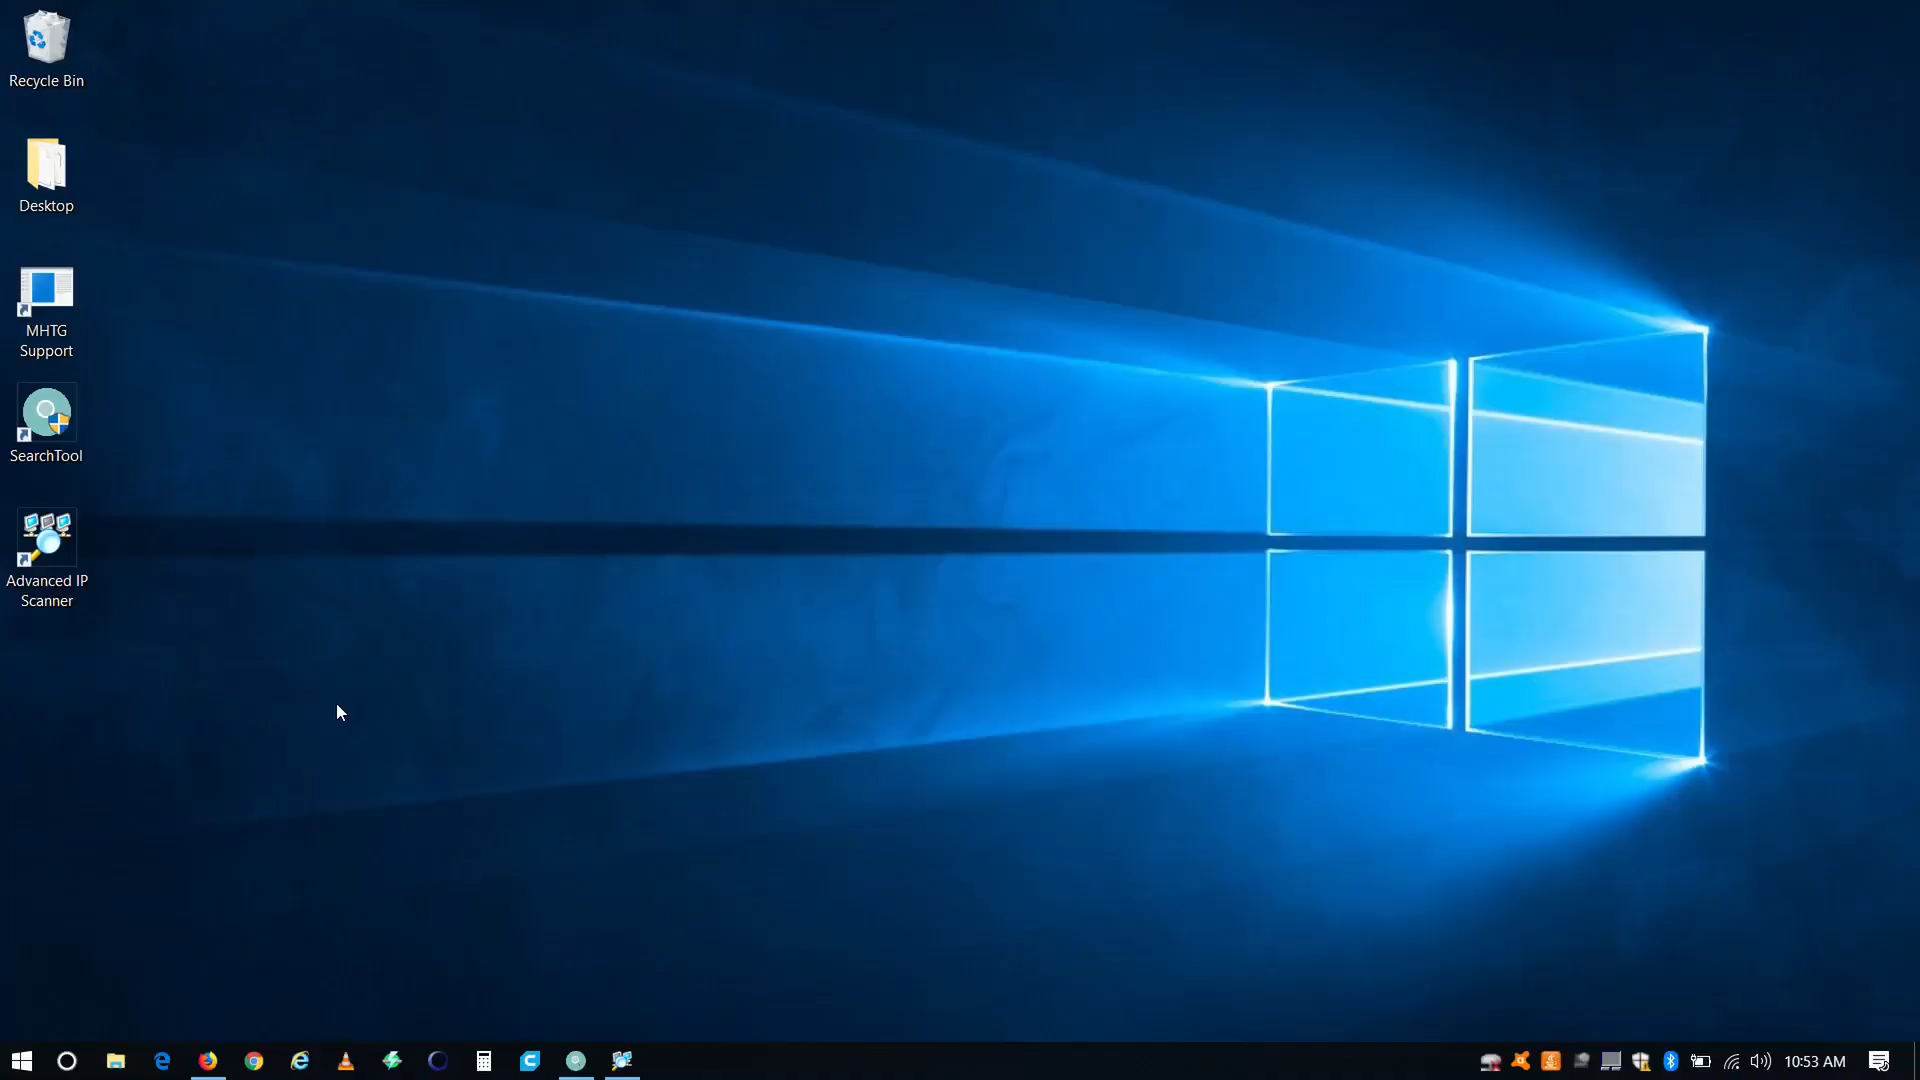 Recycle Bin
Desktop
MHTG
Support
SearchTool
Advanced IP
Scanner
10:53 AM